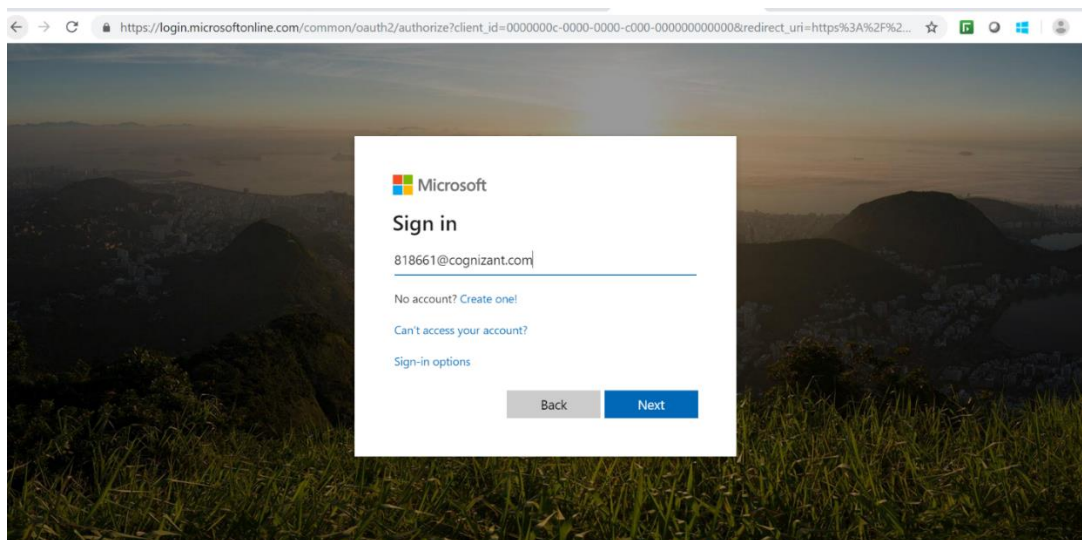 https://login.microsoftonline.com/common/oauth2/authorize?client_id=0000000c-0000-0000-c000-000000000000&redirect_uri=https%3A%2F%2...
Microsoft
Sign in
818661@cognizant.com
No account? Create one!
Can't access your account?
Sign-in options
Back Next